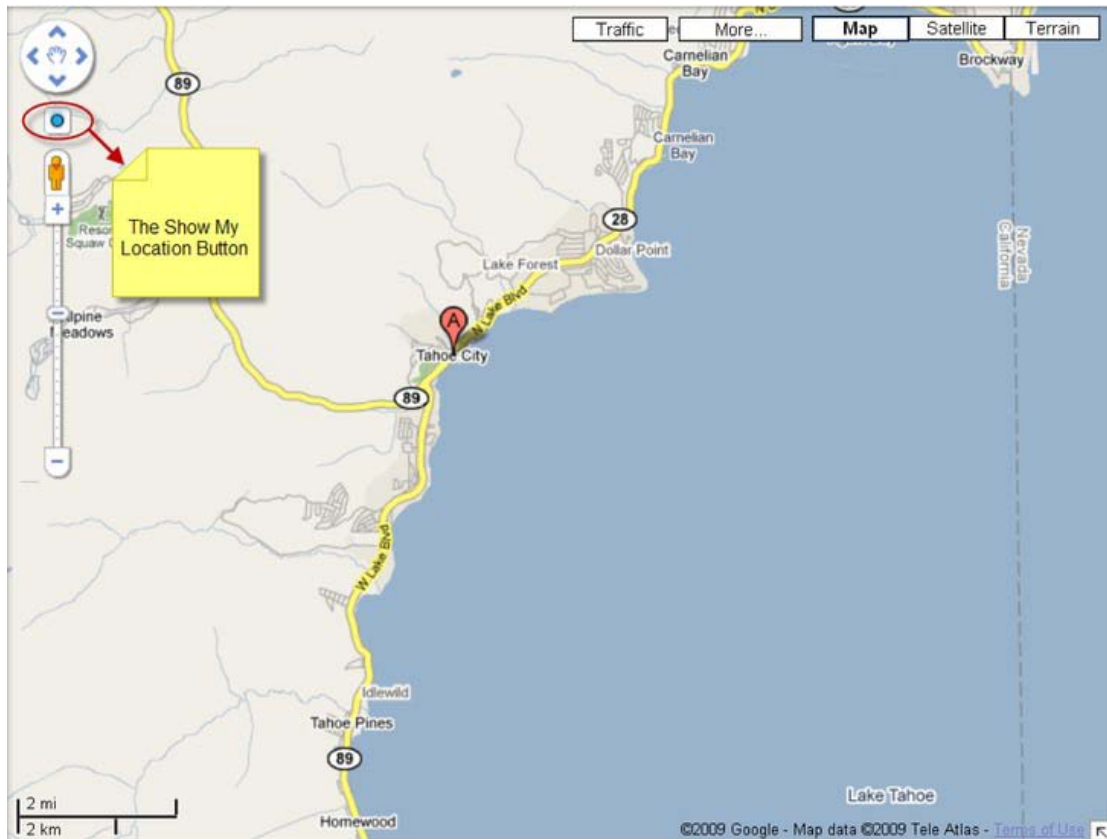 Traffic
More...
Map
Satellite
Terrain
Carnelian
Bay
Brockway
89
Carnelian
Bay
The Show My
Location Button
Squaw
28
Dollar Point
Lake Forest
Nevada
California
N Lake Blvd
A
Tahoe City
Meadows
89
W Lake Blvd
Idlewild
Tahoe Pines
89
Homewood
Lake Tahoe
2 mi
2 km
©2009 Google - Map data ©2009 Tele Atlas - Terms of Use